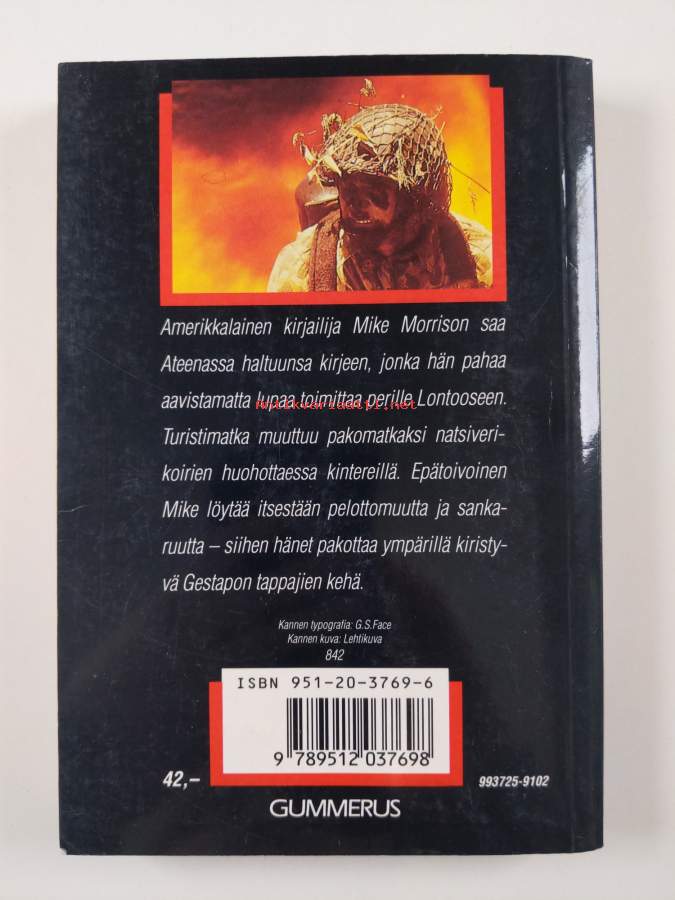 Amerikkalainen kirjailija Mike Morrison saa
Ateenassa haltuunsa kirjeen, jonka hän pahaa
aavistamatta lupaa toimittaa perille Lontooseen.
antikvariaatti.net
Turistimatka muuttuu pakomatkaksi natsiveri-
koirien huohottaessa kintereillä. Epätoivoinen
Mike löytää itsestään pelottomuutta ja sanka-
ruutta – siihen hänet pakottaa ympärillä kiristy-
vä Gestapon tappajien kehä.
Kannen typografia: G.S.Face
Kannen kuva: Lehtikuva
842
ISBN 951-20-3769-6
9 789512 037698
42,–
993725-9102
GUMMERUS